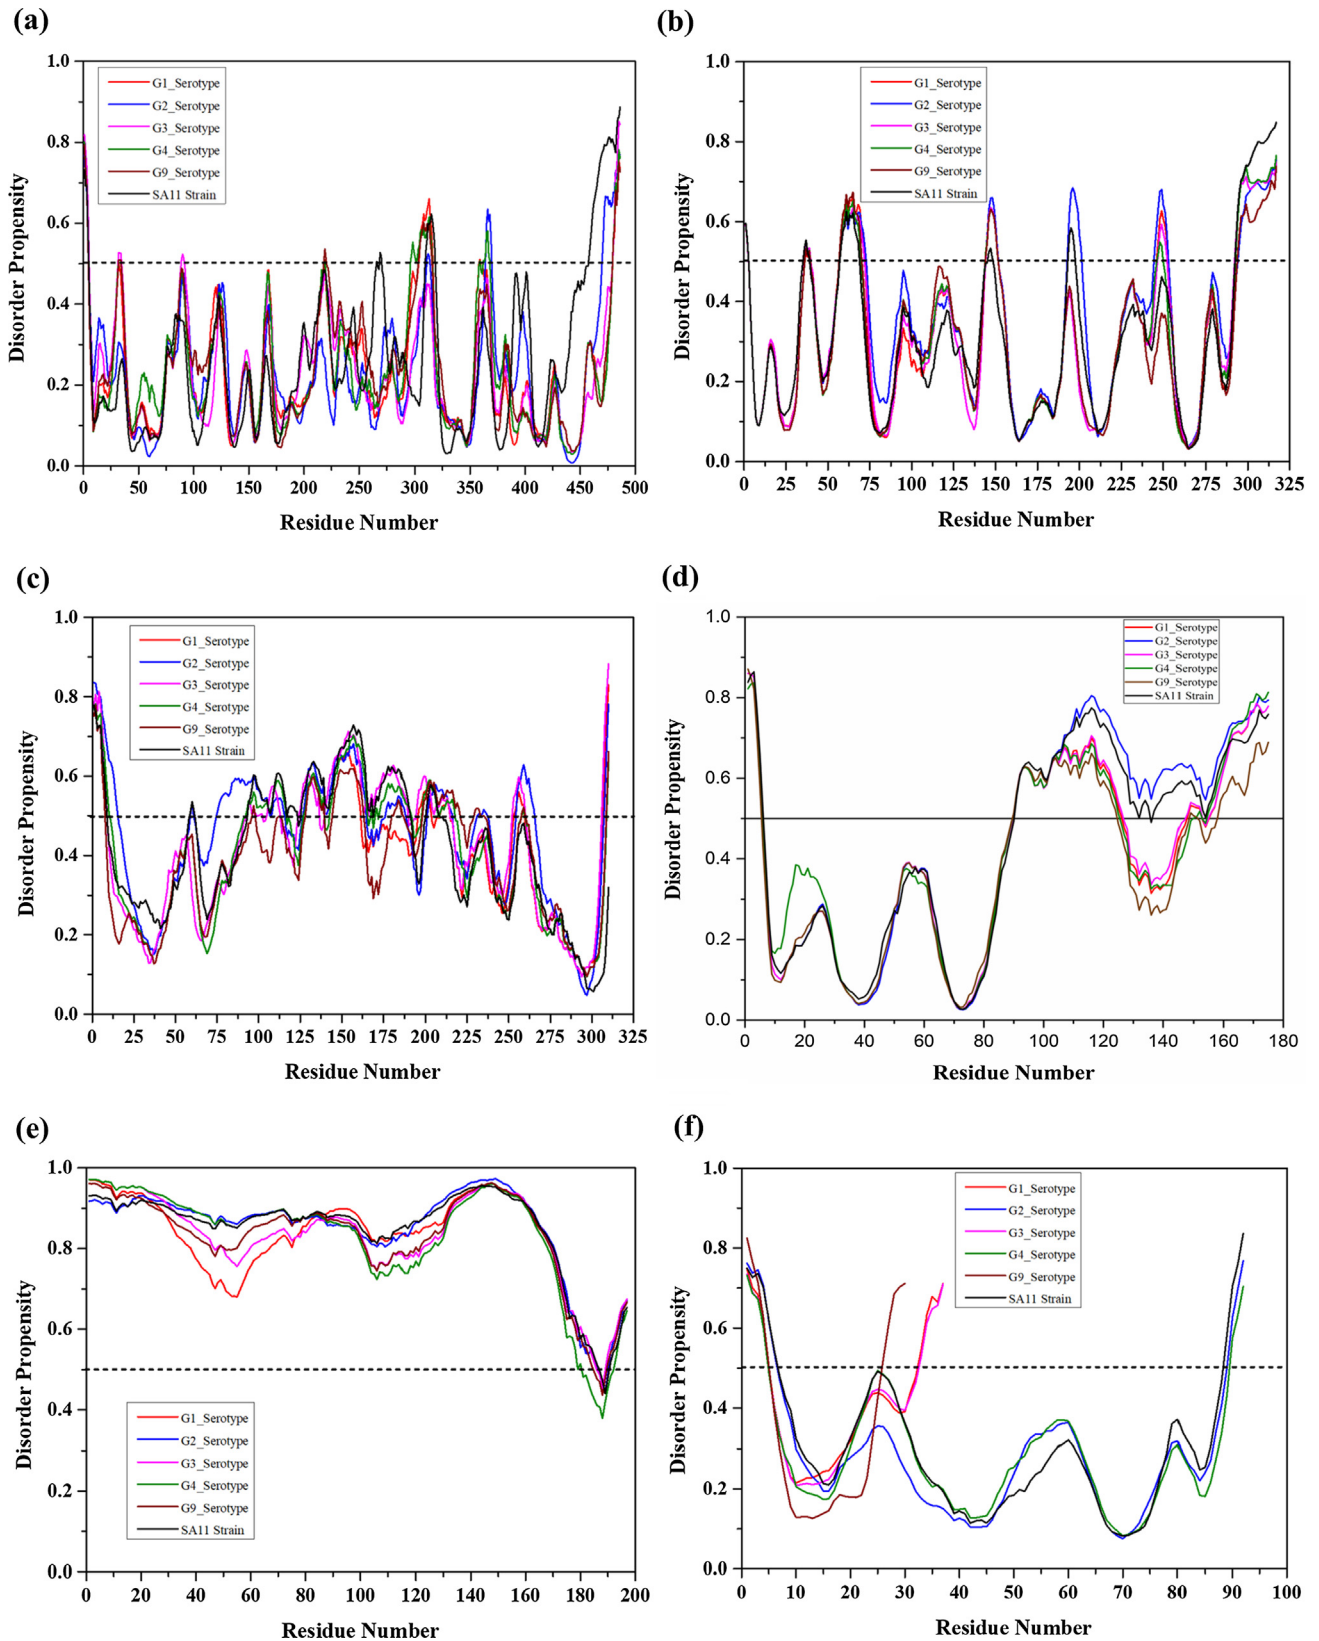 (a)
1.0
0.8
0.6
0.4
0.2
0.0
Disorder Propensity
G1_Serotype
G2_Serotype
G3_Serotype
G4_Serotype
G9_Serotype
SA11 Strain
0 50 100 150 200 250 300 350 400 450 500
Residue Number
(b)
1.0
0.8
0.6
0.4
0.2
0.0
Disorder Propensity
G1_Serotype
G2_Serotype
G3_Serotype
G4_Serotype
G9_Serotype
SA11 Strain
0 25 50 75 100 125 150 175 200 225 250 275 300 325
Residue Number
(c)
1.0
0.8
0.6
0.4
0.2
0.0
Disorder Propensity
G1_Serotype
G2_Serotype
G3_Serotype
G4_Serotype
G9_Serotype
SA11 Strain
0 25 50 75 100 125 150 175 200 225 250 275 300 325
Residue Number
(d)
1.0
0.8
0.6
0.4
0.2
0.0
Disorder Propensity
G1_Serotype
G2_Serotype
G3_Serotype
G4_Serotype
G9_Serotype
SA11 Strain
0 20 40 60 80 100 120 140 160 180
Residue Number
(e)
1.0
0.8
0.6
0.4
0.2
0.0
Disorder Propensity
G1_Serotype
G2_Serotype
G3_Serotype
G4_Serotype
G9_Serotype
SA11 Strain
0 20 40 60 80 100 120 140 160 180 200
Residue Number
(f)
1.0
0.8
0.6
0.4
0.2
0.0
Disorder Propensity
G1_Serotype
G2_Serotype
G3_Serotype
G4_Serotype
G9_Serotype
SA11 Strain
0 10 20 30 40 50 60 70 80 90 100
Residue Number